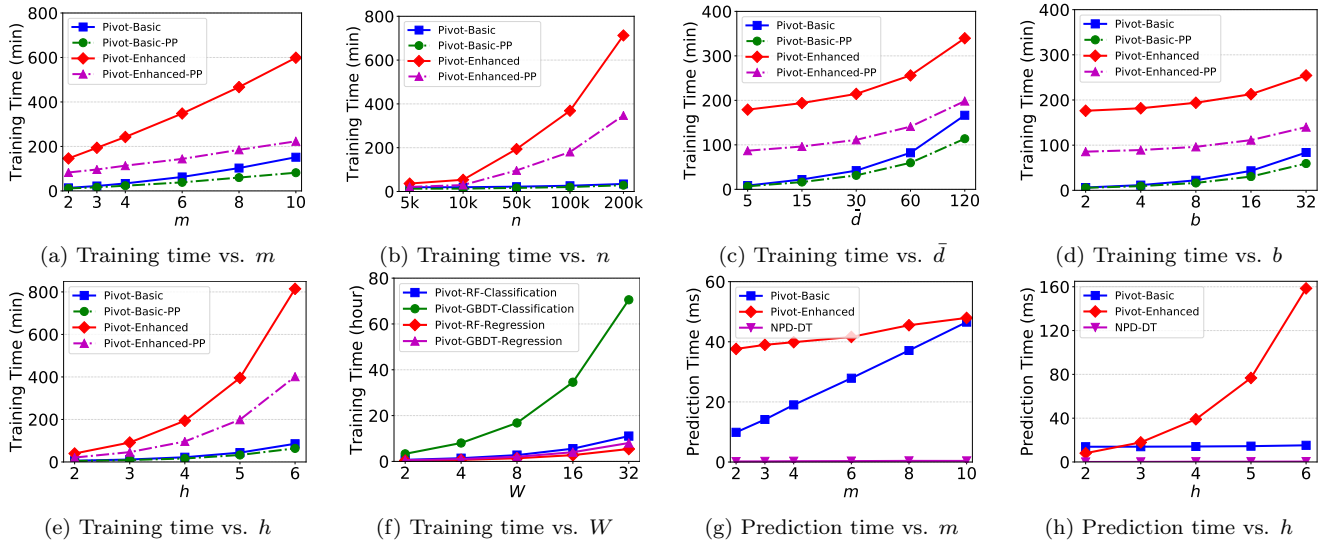 800
600
400
200
0
Training Time (min)
Pivot-Basic
Pivot-Basic-PP
Pivot-Enhanced
Pivot-Enhanced-PP
2 3 4 6 8 10
m
(a) Training time vs. m
800
600
400
200
0
Training Time (min)
Pivot-Basic
Pivot-Basic-PP
Pivot-Enhanced
Pivot-Enhanced-PP
5k 10k 50k 100k 200k
n
(b) Training time vs. n
400
300
200
100
0
Training Time (min)
Pivot-Basic
Pivot-Basic-PP
Pivot-Enhanced
Pivot-Enhanced-PP
5 15 30 60 120
d̄
(c) Training time vs. d̄
400
300
200
100
0
Training Time (min)
Pivot-Basic
Pivot-Basic-PP
Pivot-Enhanced
Pivot-Enhanced-PP
2 4 8 16 32
b
(d) Training time vs. b
800
600
400
200
0
Training Time (min)
Pivot-Basic
Pivot-Basic-PP
Pivot-Enhanced
Pivot-Enhanced-PP
2 3 4 5 6
h
(e) Training time vs. h
80
60
40
20
0
Training Time (hour)
Pivot-RF-Classification
Pivot-GBDT-Classification
Pivot-RF-Regression
Pivot-GBDT-Regression
2 4 8 16 32
W
(f) Training time vs. W
60
40
20
0
Prediction Time (ms)
Pivot-Basic
Pivot-Enhanced
NPD-DT
2 3 4 6 8 10
m
(g) Prediction time vs. m
160
120
80
40
0
Prediction Time (ms)
Pivot-Basic
Pivot-Enhanced
NPD-DT
2 3 4 5 6
h
(h) Prediction time vs. h